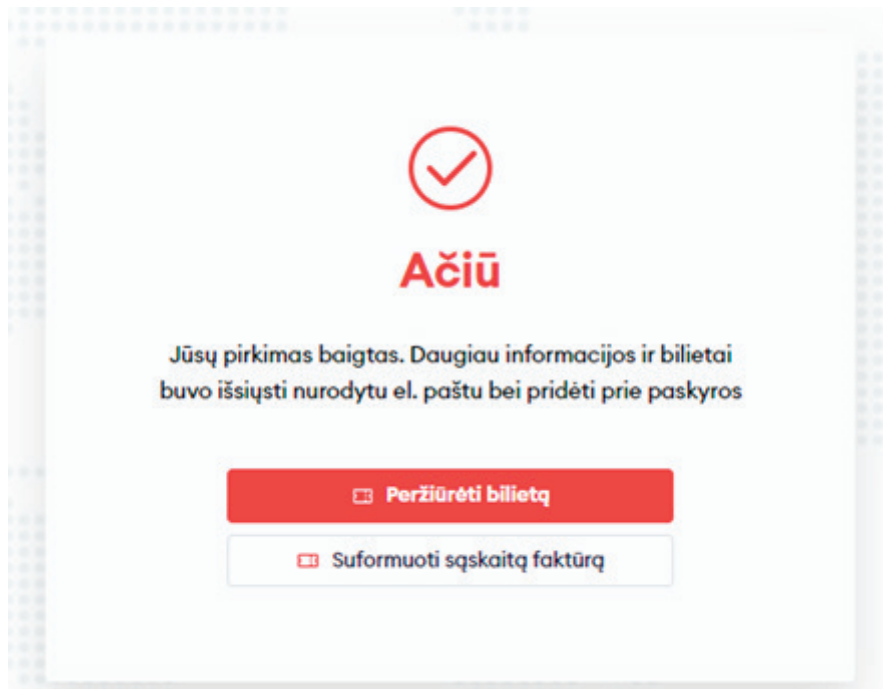 Ačiū
Jūsų pirkimas baigtas. Daugiau informacijos ir bilietai
buvo išsiųsti nurodytu el. paštu bei pridėti prie paskyros
Peržiūrėti bilietą
Suformuoti sąskaitą faktūrą